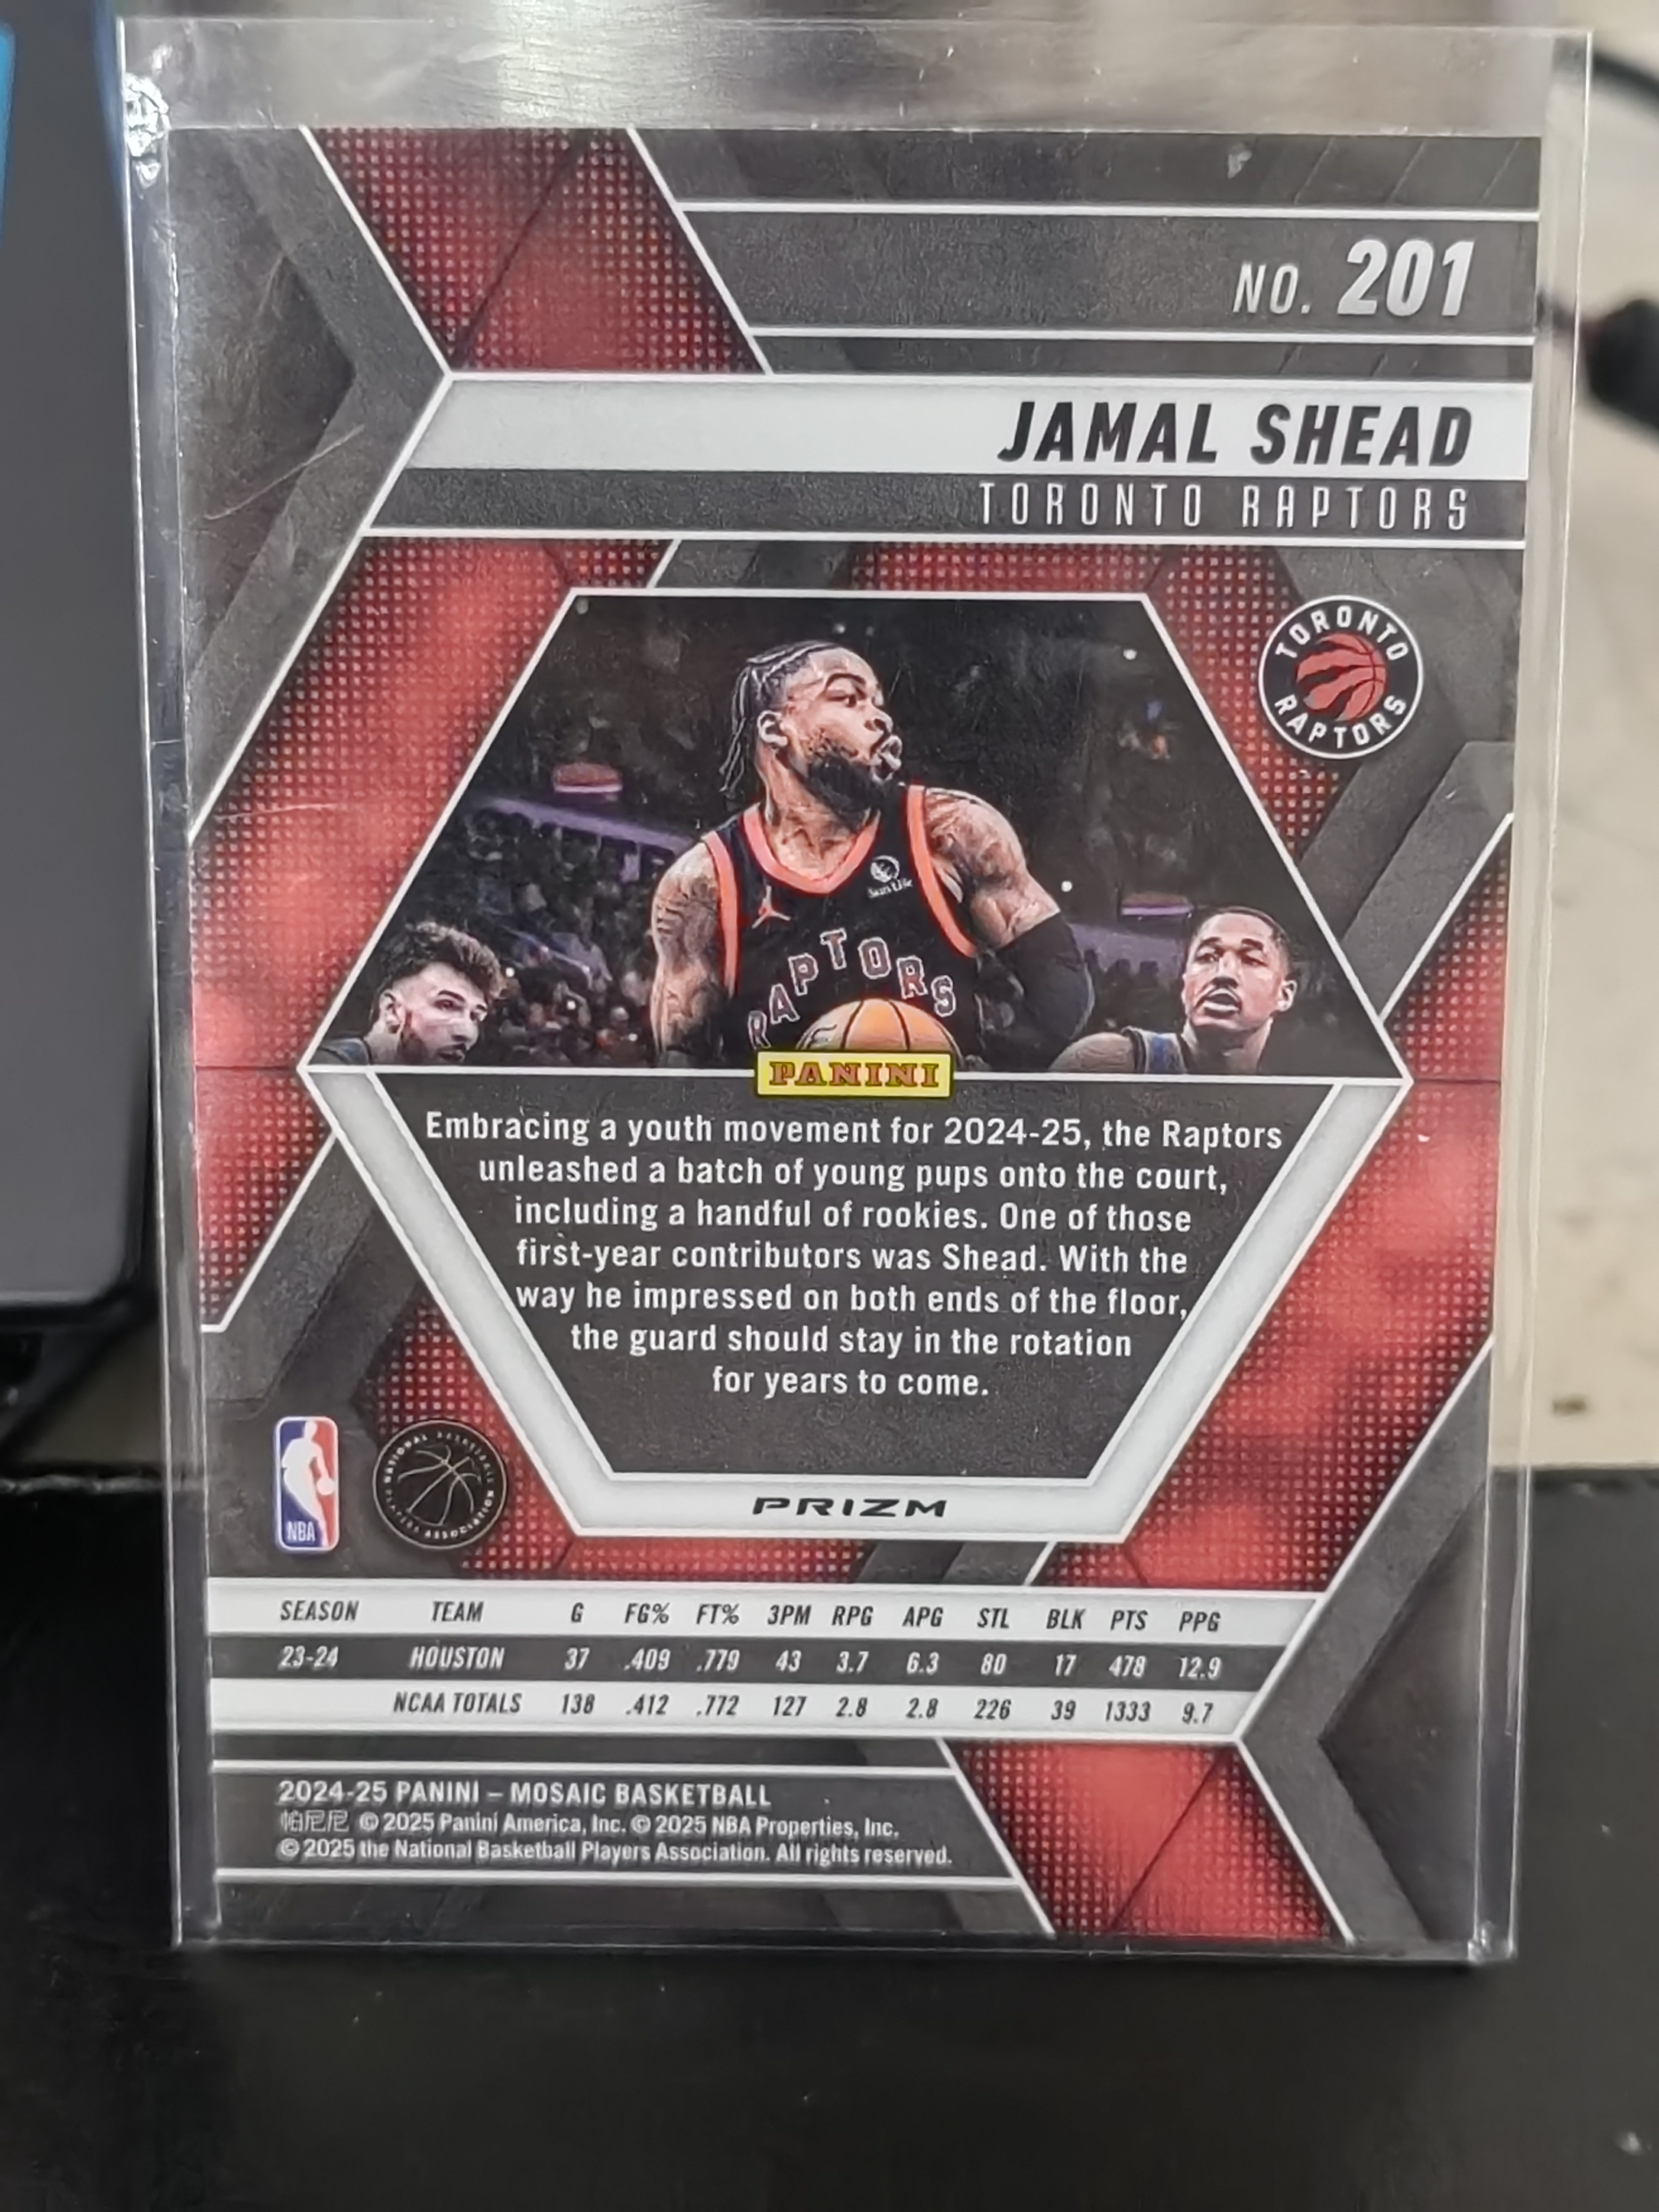 NO. 201
JAMAL SHEAD
TORONTO RAPTORS
TORONTO
RAPTORS
Sun Life
RAPTORS
PANINI
Embracing a youth movement for 2024-25, the Raptors
unleashed a batch of young pups onto the court,
including a handful of rookies. One of those
first-year contributors was Shead. With the
way he impressed on both ends of the floor,
the guard should stay in the rotation
for years to come.
NBA
NATIONAL BASKETBALL
PLAYERS ASSOCIATION
PRIZM
SEASON TEAM G FG% FT% 3PM RPG APG STL BLK PTS PPG
23-24 HOUSTON 37 .409 .779 43 3.7 6.3 80 17 478 12.9
NCAA TOTALS 138 .412 .772 127 2.8 2.8 226 39 1333 9.7
2024-25 PANINI – MOSAIC BASKETBALL
帕尼尼 © 2025 Panini America, Inc. © 2025 NBA Properties, Inc.
© 2025 the National Basketball Players Association. All rights reserved.